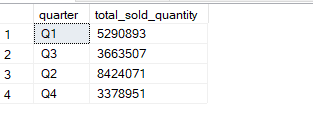 quarter total_sold_quantity
1 Q1 5290893
2 Q3 3663507
3 Q2 8424071
4 Q4 3378951